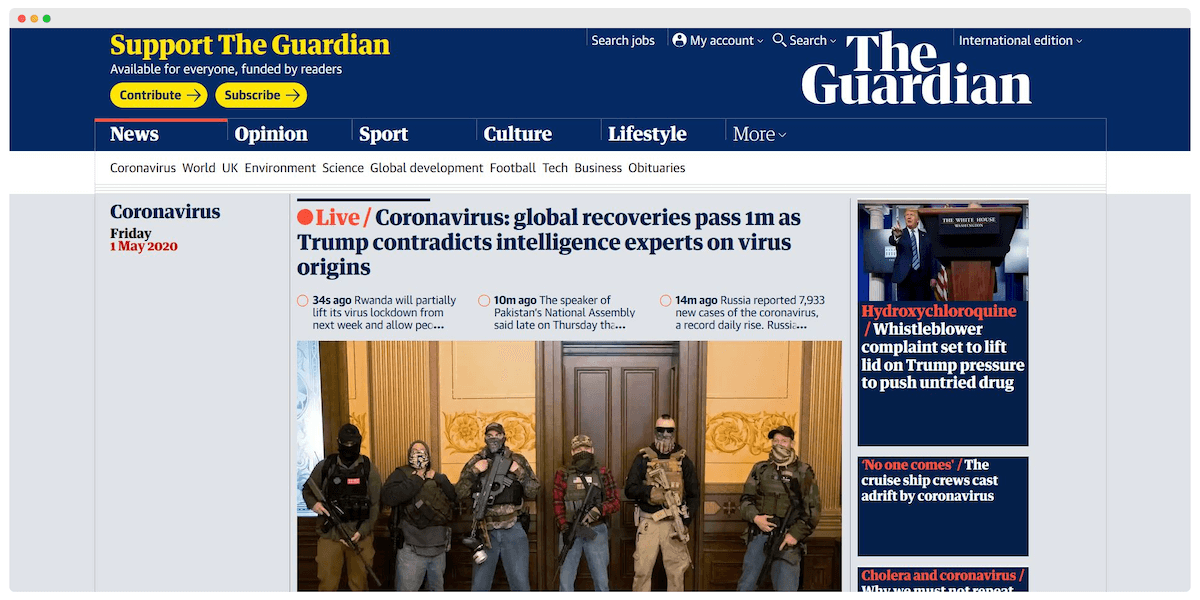 Support The Guardian
Available for everyone, funded by readers
Contribute
Subscribe
Search jobs
My account
Search
International edition
The
Guardian
News
Opinion
Sport
Culture
Lifestyle
More
Coronavirus World UK Environment Science Global development Football Tech Business Obituaries
Coronavirus
Friday
1 May 2020
Live / Coronavirus: global recoveries pass 1m as
Trump contradicts intelligence experts on virus
origins
34s ago Rwanda will partially
lift its virus lockdown from
next week and allow peo...
10m ago The speaker of
Pakistan's National Assembly
said late on Thursday tha...
14m ago Russia reported 7,933
new cases of the coronavirus,
a record daily rise. Russia...
THE WHITE HOUSE
WASHINGTON
Hydroxychloroquine
/ Whistleblower
complaint set to lift
lid on Trump pressure
to push untried drug
'No one comes' / The
cruise ship crews cast
adrift by coronavirus
Cholera and coronavirus /
Why we must not repeat